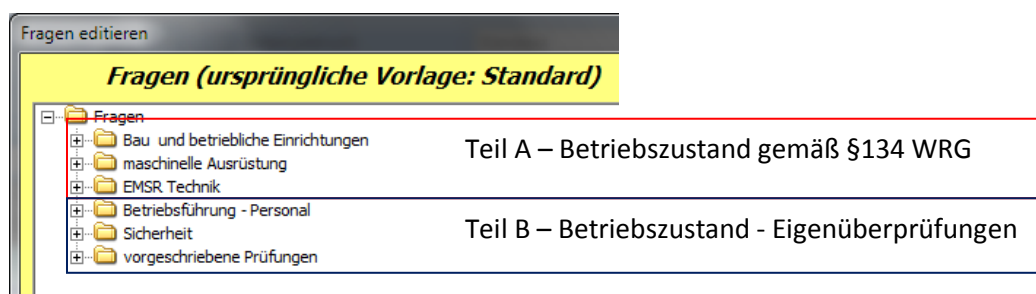 Fragen editieren
Fragen (ursprüngliche Vorlage: Standard)
Fragen
Bau und betriebliche Einrichtungen
maschinelle Ausrüstung
EMSR Technik
Teil A – Betriebszustand gemäß §134 WRG
Betriebsführung - Personal
Sicherheit
vorgeschriebene Prüfungen
Teil B – Betriebszustand - Eigenüberprüfungen